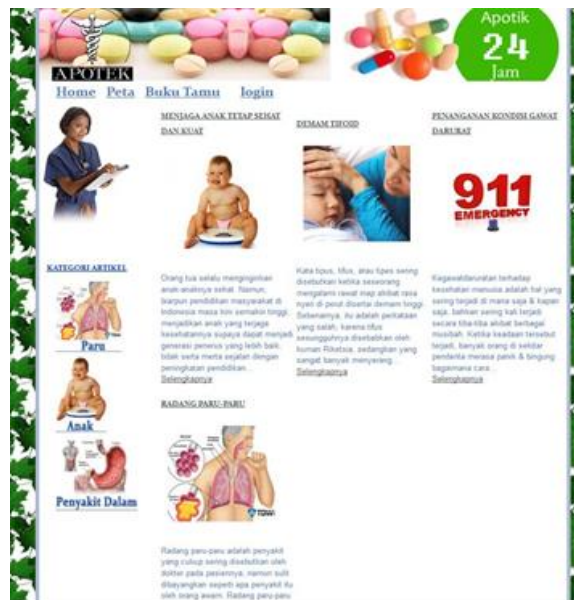 Apotik
24
Jam
APOTEK
Home Peta Buku Tamu login
MENJAGA ANAK TETAP SEHAT
DAN KUAT
Orang tua selalu menginginkan
anak-anaknya sehat. Namun,
biarpun pendidikan masyarakat di
Indonesia masa kini semakin tinggi,
menjadikan anak yang terjaga
kesehatannya supaya dapat menjadi
generasi penerus yang lebih baik,
tidak serta merta sejalan dengan
peningkatan pendidikan...
Selengkapnya
DEMAM TIFOID
Kata tipus, tifus, atau tipes sering
disebutkan ketika seseorang
mengalami rawat inap akibat rasa
nyeri di perut disertai demam tinggi.
Sebenarnya, itu adalah perkataan
yang salah, karena tifus
sesungguhnya disebabkan oleh
kuman Riketsia, sedangkan yang
sangat banyak menyerang...
Selengkapnya
PENANGANAN KONDISI GAWAT
DARURAT
911
EMERGENCY
Kegawatdaruratan terhadap
kesehatan manusia adalah hal yang
sering terjadi di mana saja & kapan
saja, bahkan sering kali terjadi
secara tiba-tiba akibat berbagai
musibah. Ketika keadaan tersebut
terjadi, banyak orang di sekitar
penderita merasa panik & bingung
bagaimana cara...
Selengkapnya
KATEGORI ARTIKEL
Paru
Anak
Penyakit Dalam
RADANG PARU-PARU
Radang paru-paru adalah penyakit
yang cukup sering disebutkan oleh
dokter pada pasiennya, namun sulit
dibayangkan seperti apa penyakit itu
oleh orang awam. Radang paru-paru